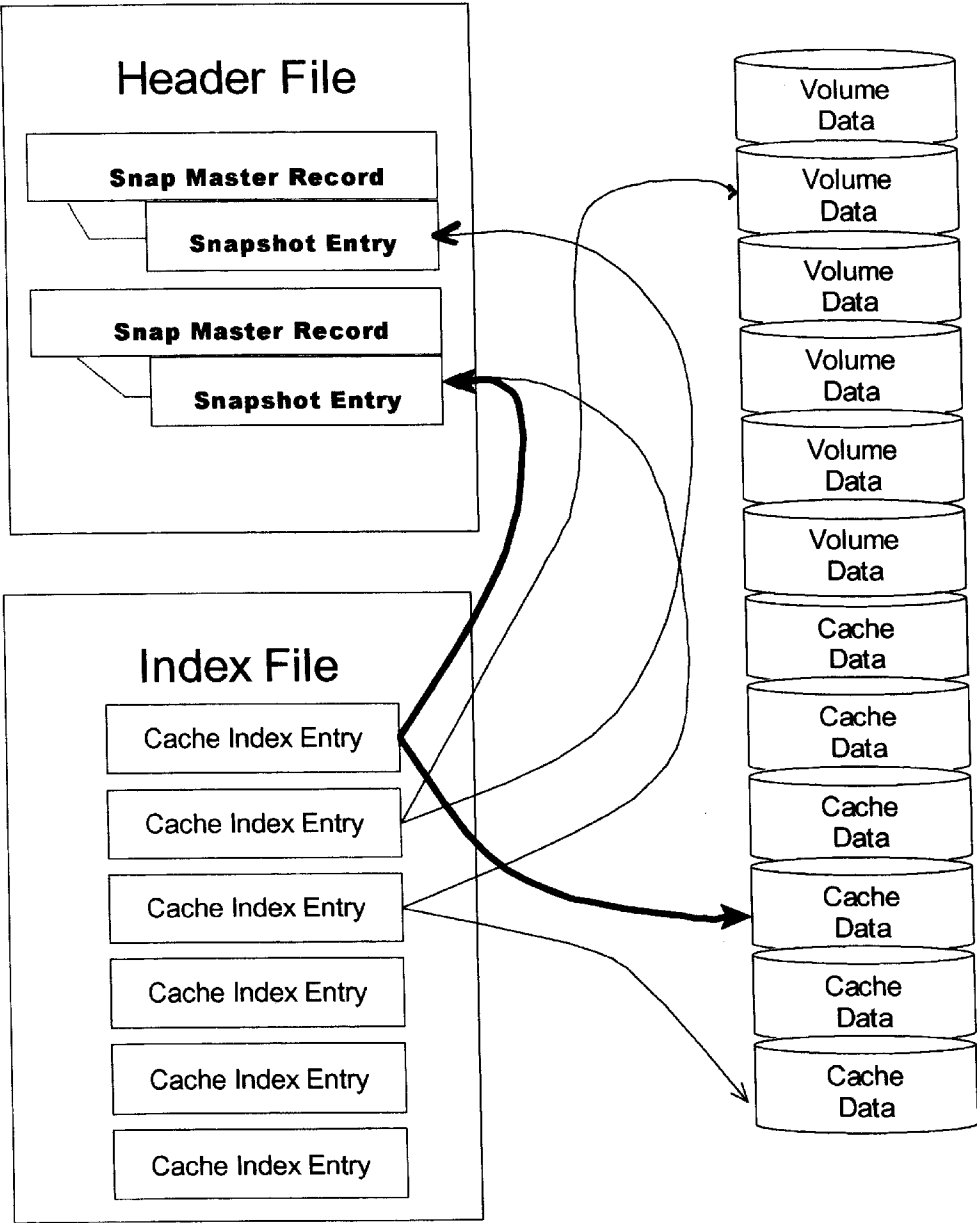 Header File
Snap Master Record
Snapshot Entry
Snap Master Record
Snapshot Entry
Index File
Cache Index Entry
Cache Index Entry
Cache Index Entry
Cache Index Entry
Cache Index Entry
Cache Index Entry
Volume
Data
Volume
Data
Volume
Data
Volume
Data
Volume
Data
Volume
Data
Cache
Data
Cache
Data
Cache
Data
Cache
Data
Cache
Data
Cache
Data